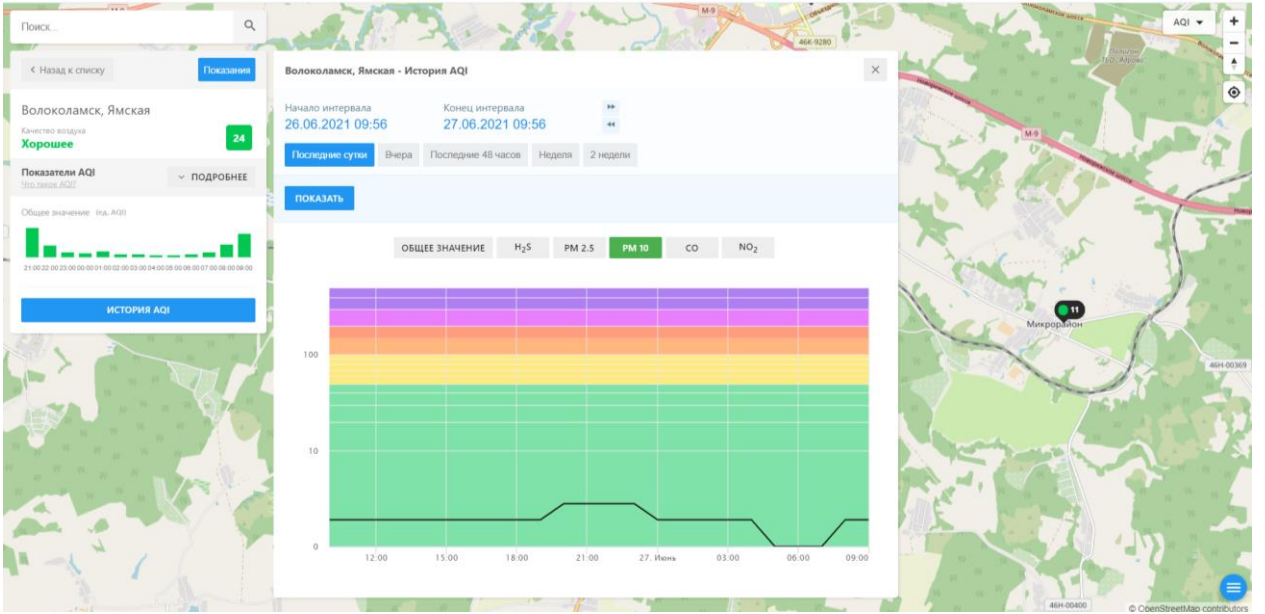 Поиск...
‹ Назад к списку
Показания
Волоколамск, Ямская
Качество воздуха
Хорошее
24
Показатели AQI
Что такое AQI?
ПОДРОБНЕЕ
Общее значение (ед. AQI)
21:00 22:00 23:00 00:00 01:00 02:00 03:00 04:00 05:00 06:00 07:00 08:00 09:00
ИСТОРИЯ AQI
Волоколамск, Ямская - История AQI
×
Начало интервала
26.06.2021 09:56
Конец интервала
27.06.2021 09:56
Последние сутки
Вчера
Последние 48 часов
Неделя
2 недели
ПОКАЗАТЬ
ОБЩЕЕ ЗНАЧЕНИЕ
H₂S
PM 2.5
PM 10
CO
NO₂
100
10
0
12:00 15:00 18:00 21:00 27. Июнь 03:00 06:00 09:00
М-9
46К-9280
AQI
+
−
М-9
Новорижское шоссе
11
Микрорайон
46Н-00369
46Н-00400
© OpenStreetMap contributors